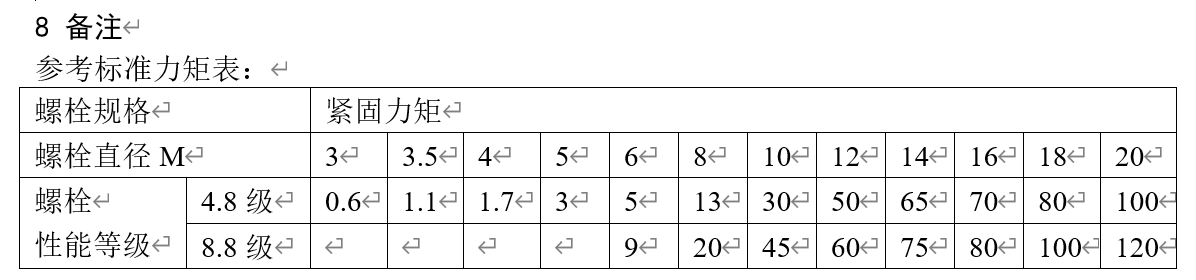 8 备注
参考标准力矩表：
螺栓规格 紧固力矩
螺栓直径 M 3 3.5 4 5 6 8 10 12 14 16 18 20
螺栓 4.8 级 0.6 1.1 1.7 3 5 13 30 50 65 70 80 100
性能等级 8.8 级 9 20 45 60 75 80 100 120